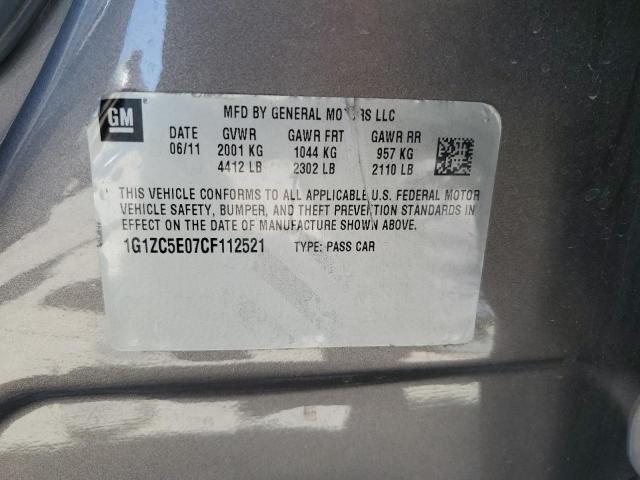 GM
MFD BY GENERAL MOTORS LLC
DATE GVWR GAWR FRT GAWR RR
06/11 2001 KG 1044 KG 957 KG
4412 LB 2302 LB 2110 LB
THIS VEHICLE CONFORMS TO ALL APPLICABLE U.S. FEDERAL MOTOR
VEHICLE SAFETY, BUMPER, AND THEFT PREVENTION STANDARDS IN
EFFECT ON THE DATE OF MANUFACTURE SHOWN ABOVE.
1G1ZC5E07CF112521 TYPE: PASS CAR